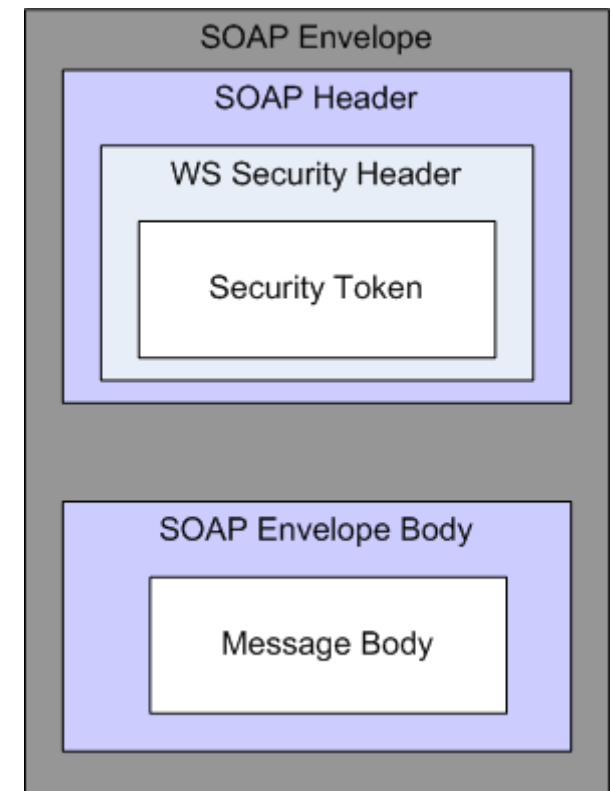 SOAP Envelope
SOAP Header
WS Security Header
Security Token
SOAP Envelope Body
Message Body